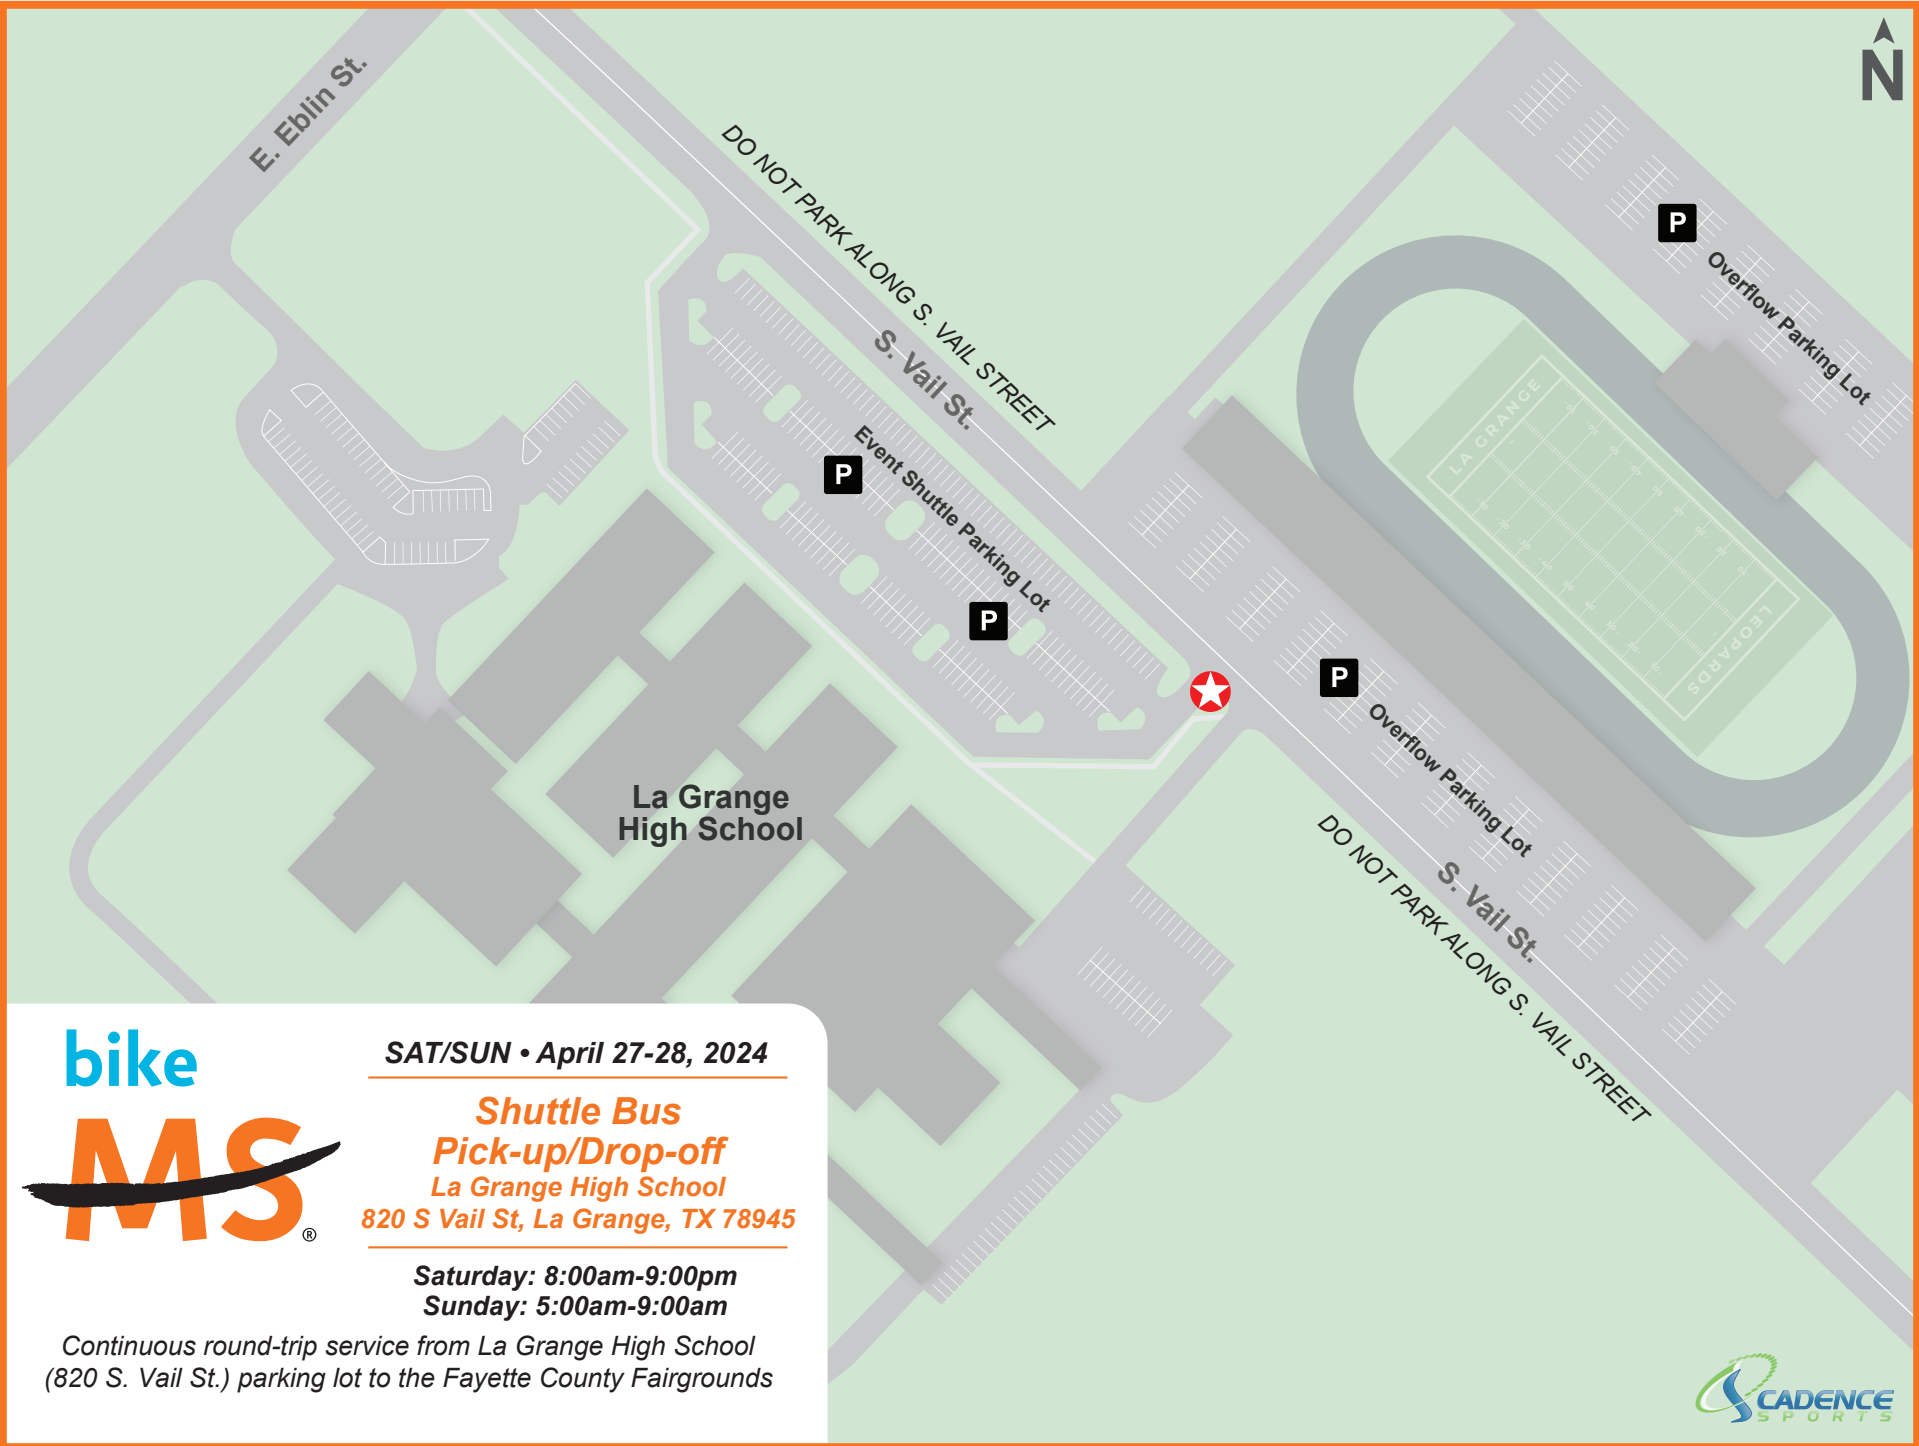 N
E. Eblin St.
DO NOT PARK ALONG S. VAIL STREET
S. Vail St.
P
Overflow Parking Lot
LA GRANGE
LEOPARDS
P
Event Shuttle Parking Lot
P
P
Overflow Parking Lot
La Grange
High School
DO NOT PARK ALONG S. VAIL STREET
S. Vail St.
bike
MS®
SAT/SUN • April 27-28, 2024
Shuttle Bus
Pick-up/Drop-off
La Grange High School
820 S Vail St, La Grange, TX 78945
Saturday: 8:00am-9:00pm
Sunday: 5:00am-9:00am
Continuous round-trip service from La Grange High School
(820 S. Vail St.) parking lot to the Fayette County Fairgrounds
CADENCE
SPORTS